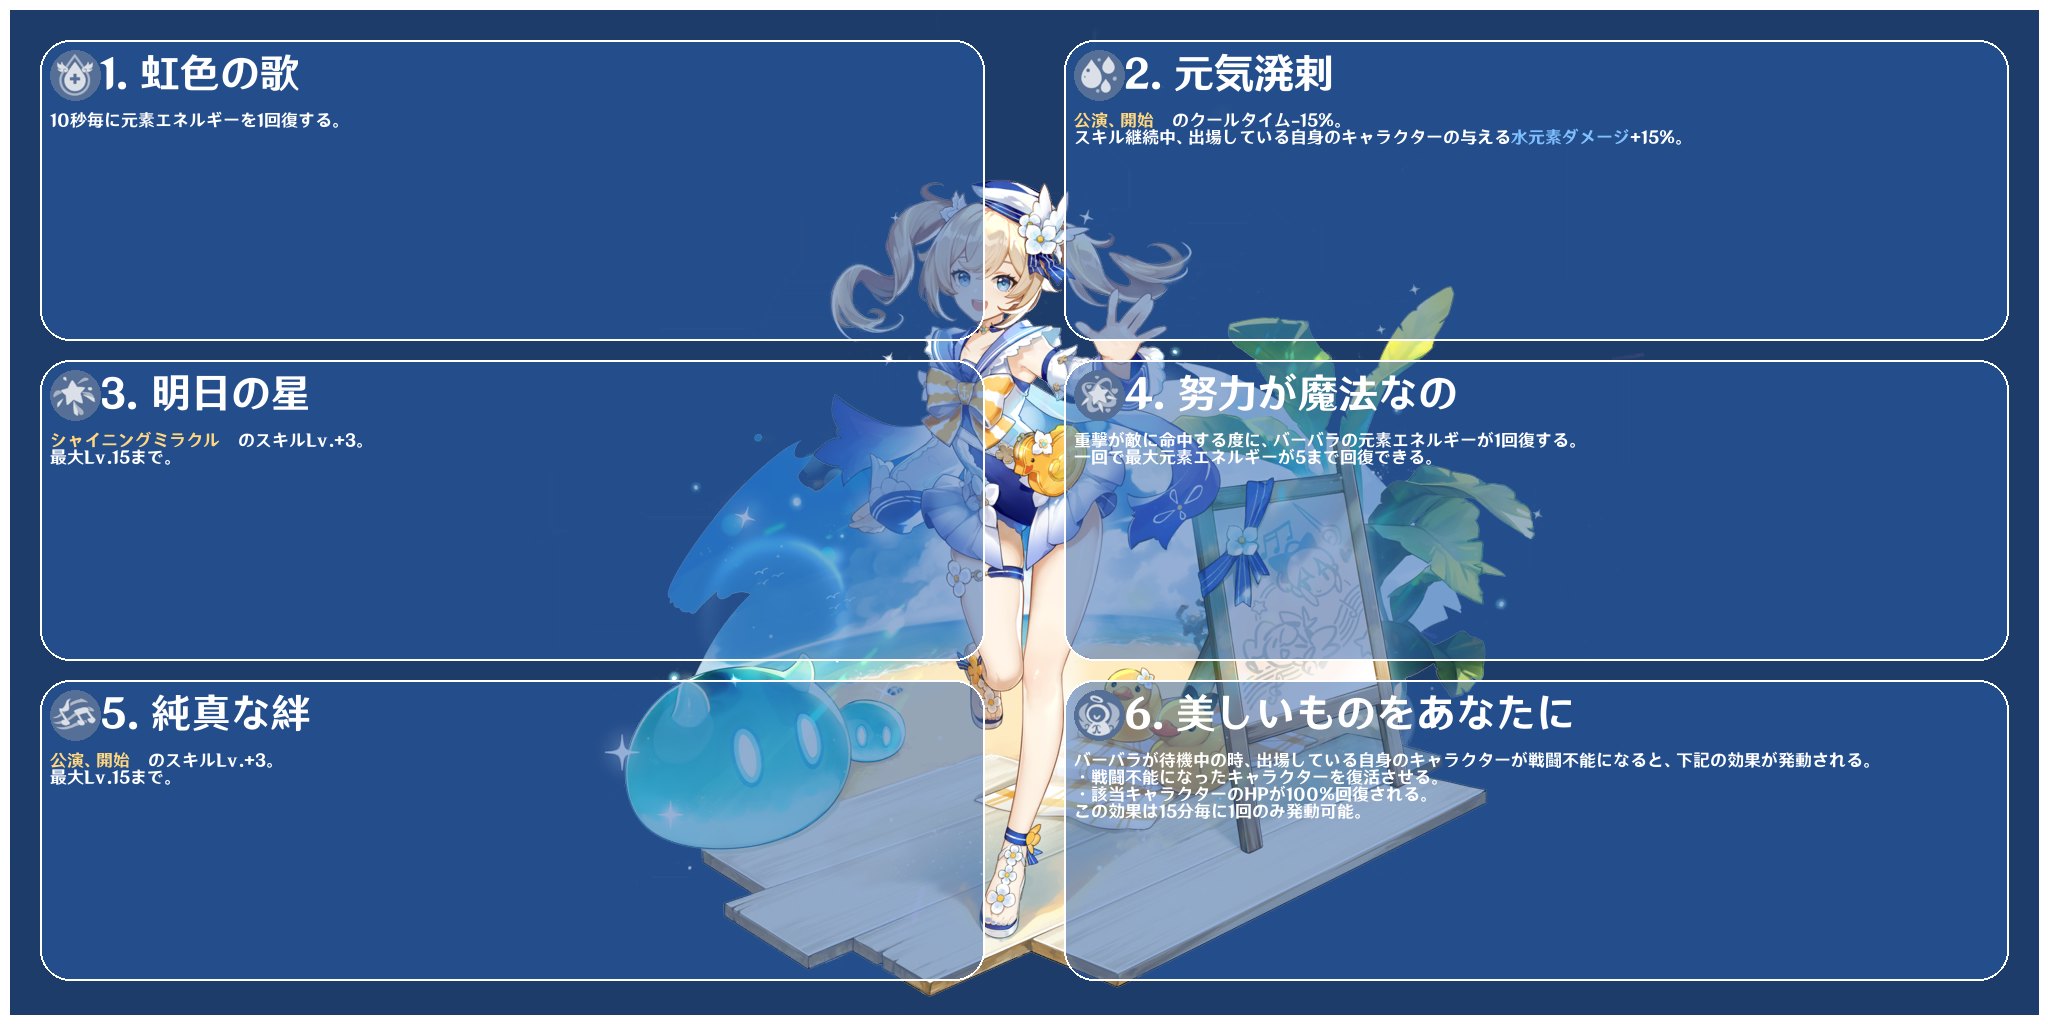 1. 虹色の歌
10秒毎に元素エネルギーを1回復する。
2. 元気溌剌
公演、開始 のクールタイム-15%。
スキル継続中、出場している自身のキャラクターの与える水元素ダメージ+15%。
3. 明日の星
シャイニングミラクル のスキルLv.+3。
最大Lv.15まで。
4. 努力が魔法なの
重撃が敵に命中する度に、バーバラの元素エネルギーが1回復する。
一回で最大元素エネルギーが5まで回復できる。
5. 純真な絆
公演、開始 のスキルLv.+3。
最大Lv.15まで。
6. 美しいものをあなたに
バーバラが待機中の時、出場している自身のキャラクターが戦闘不能になると、下記の効果が発動される。
・戦闘不能になったキャラクターを復活させる。
・該当キャラクターのHPが100%回復される。
この効果は15分毎に1回のみ発動可能。